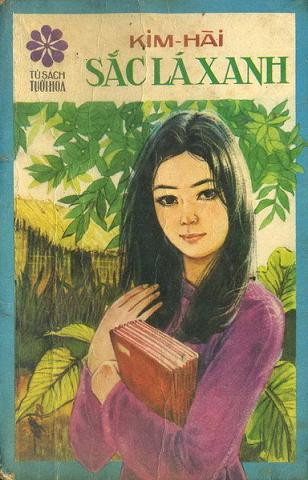 KIM-HẢI
SẮC LÁ XANH
TỦ SÁCH
TUỔI HOA